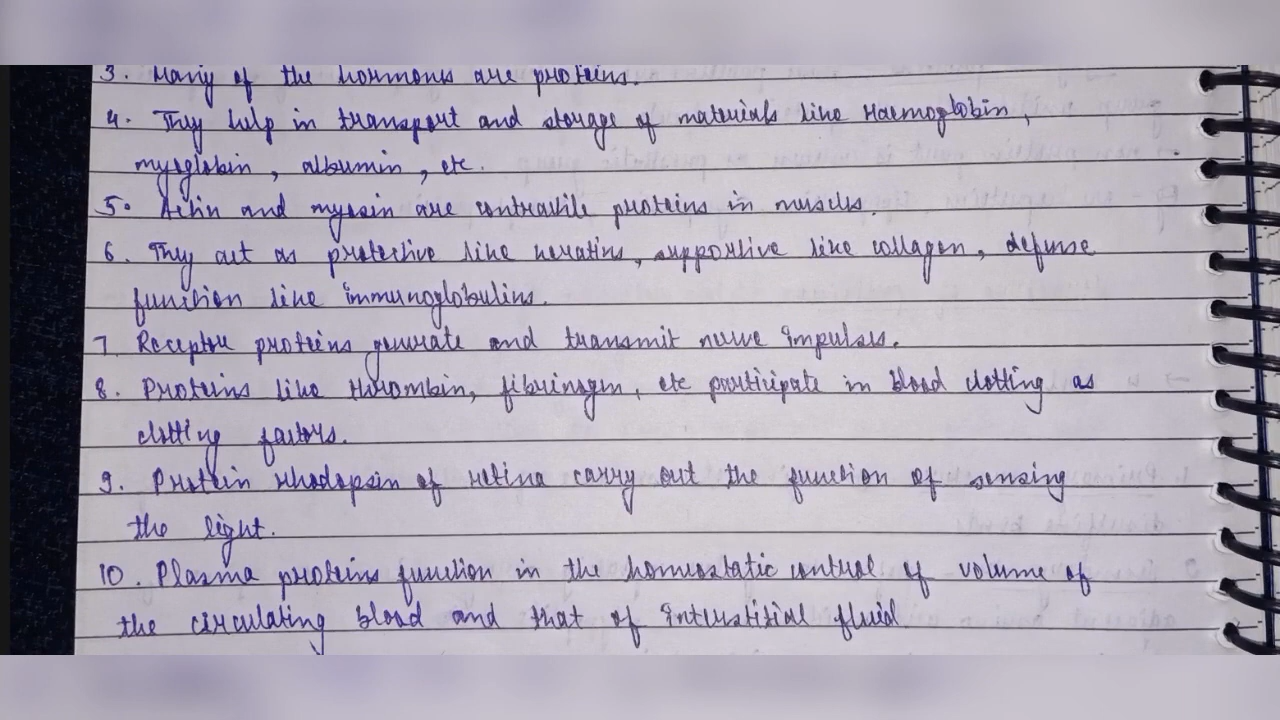 3. Many of the hormones are proteins.
4. They help in transport and storage of materials like Haemoglobin,
myoglobin, albumin, etc.
5. Actin and myosin are contractile proteins in muscles.
6. They act as protective like keratins, supportive like collagen, defense
function like immunoglobulins.
7. Receptor proteins generate and transmit nerve impulses.
8. Proteins like thrombin, fibrinogen, etc participate in blood clotting as
clotting factors.
9. Protein rhodopsin of retina carry out the function of sensing
the light.
10. Plasma proteins function in the homeostatic control of volume of
the circulating blood and that of interstitial fluid.